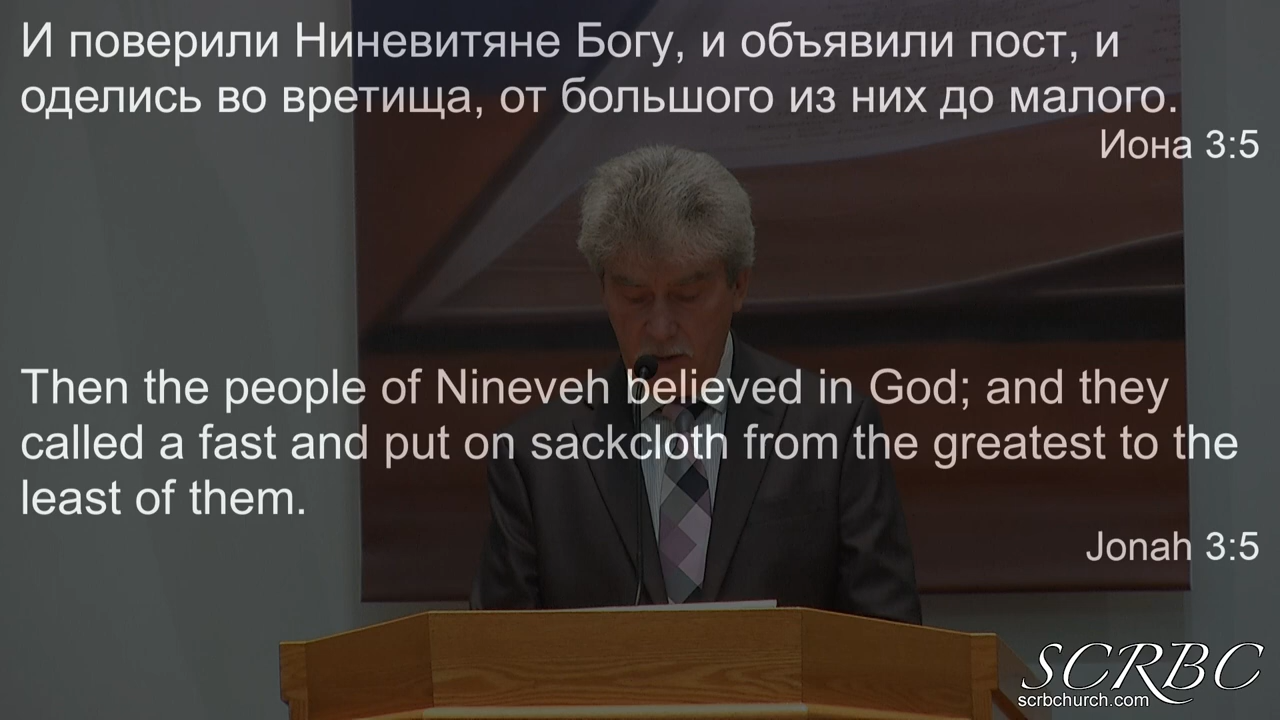 И поверили Ниневитяне Богу, и объявили пост, и
оделись во вретища, от большого из них до малого.
Иона 3:5
Then the people of Nineveh believed in God; and they
called a fast and put on sackcloth from the greatest to the
least of them.
Jonah 3:5
SCRBC
scrbchurch.com